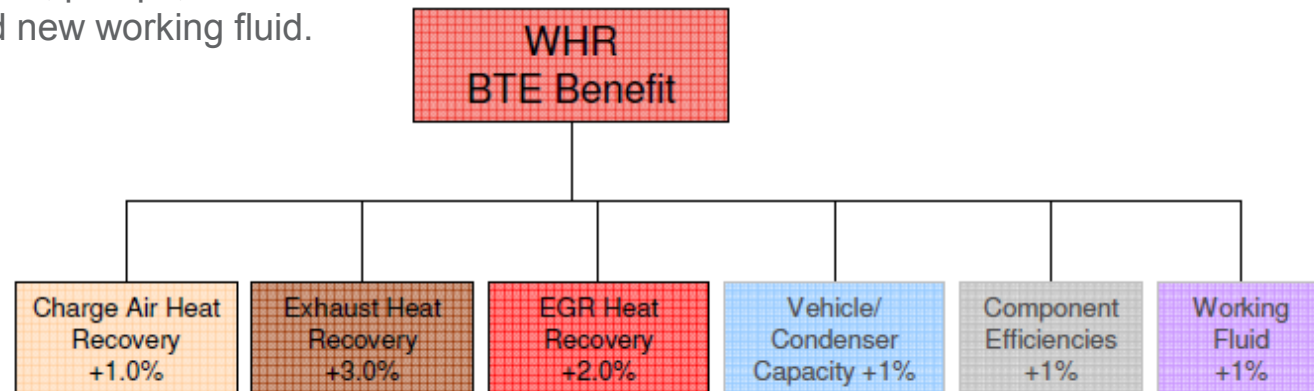 new working fluid.
WHR
BTE Benefit
Charge Air Heat
Recovery
+1.0%
Exhaust Heat
Recovery
+3.0%
EGR Heat
Recovery
+2.0%
Vehicle/
Condenser
Capacity +1%
Component
Efficiencies
+1%
Working
Fluid
+1%